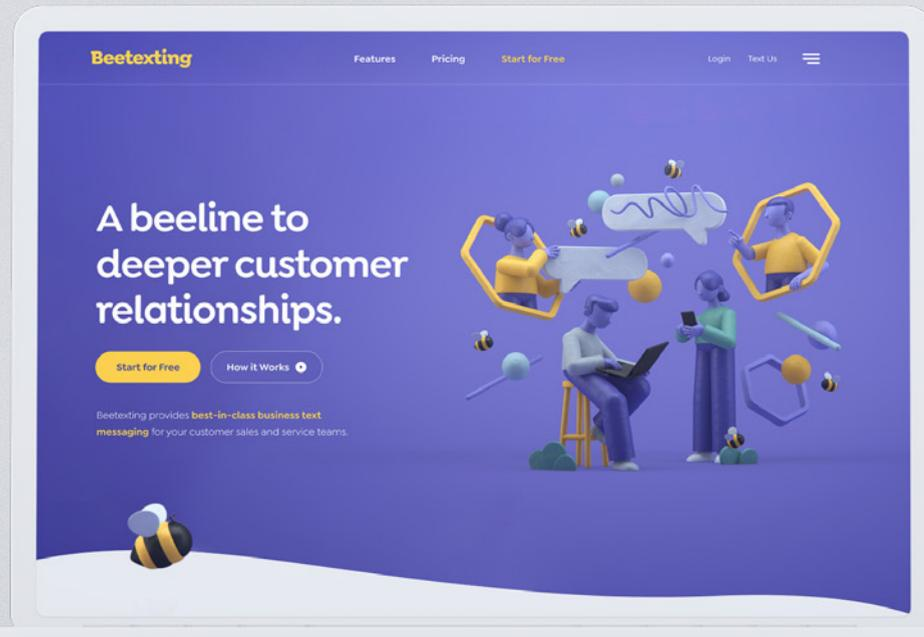 Beetexting
Features Pricing Start for Free
Login Text Us
A beeline to
deeper customer
relationships.
Start for Free
How it Works
Beetexting provides best-in-class business text
messaging for your customer sales and service teams.